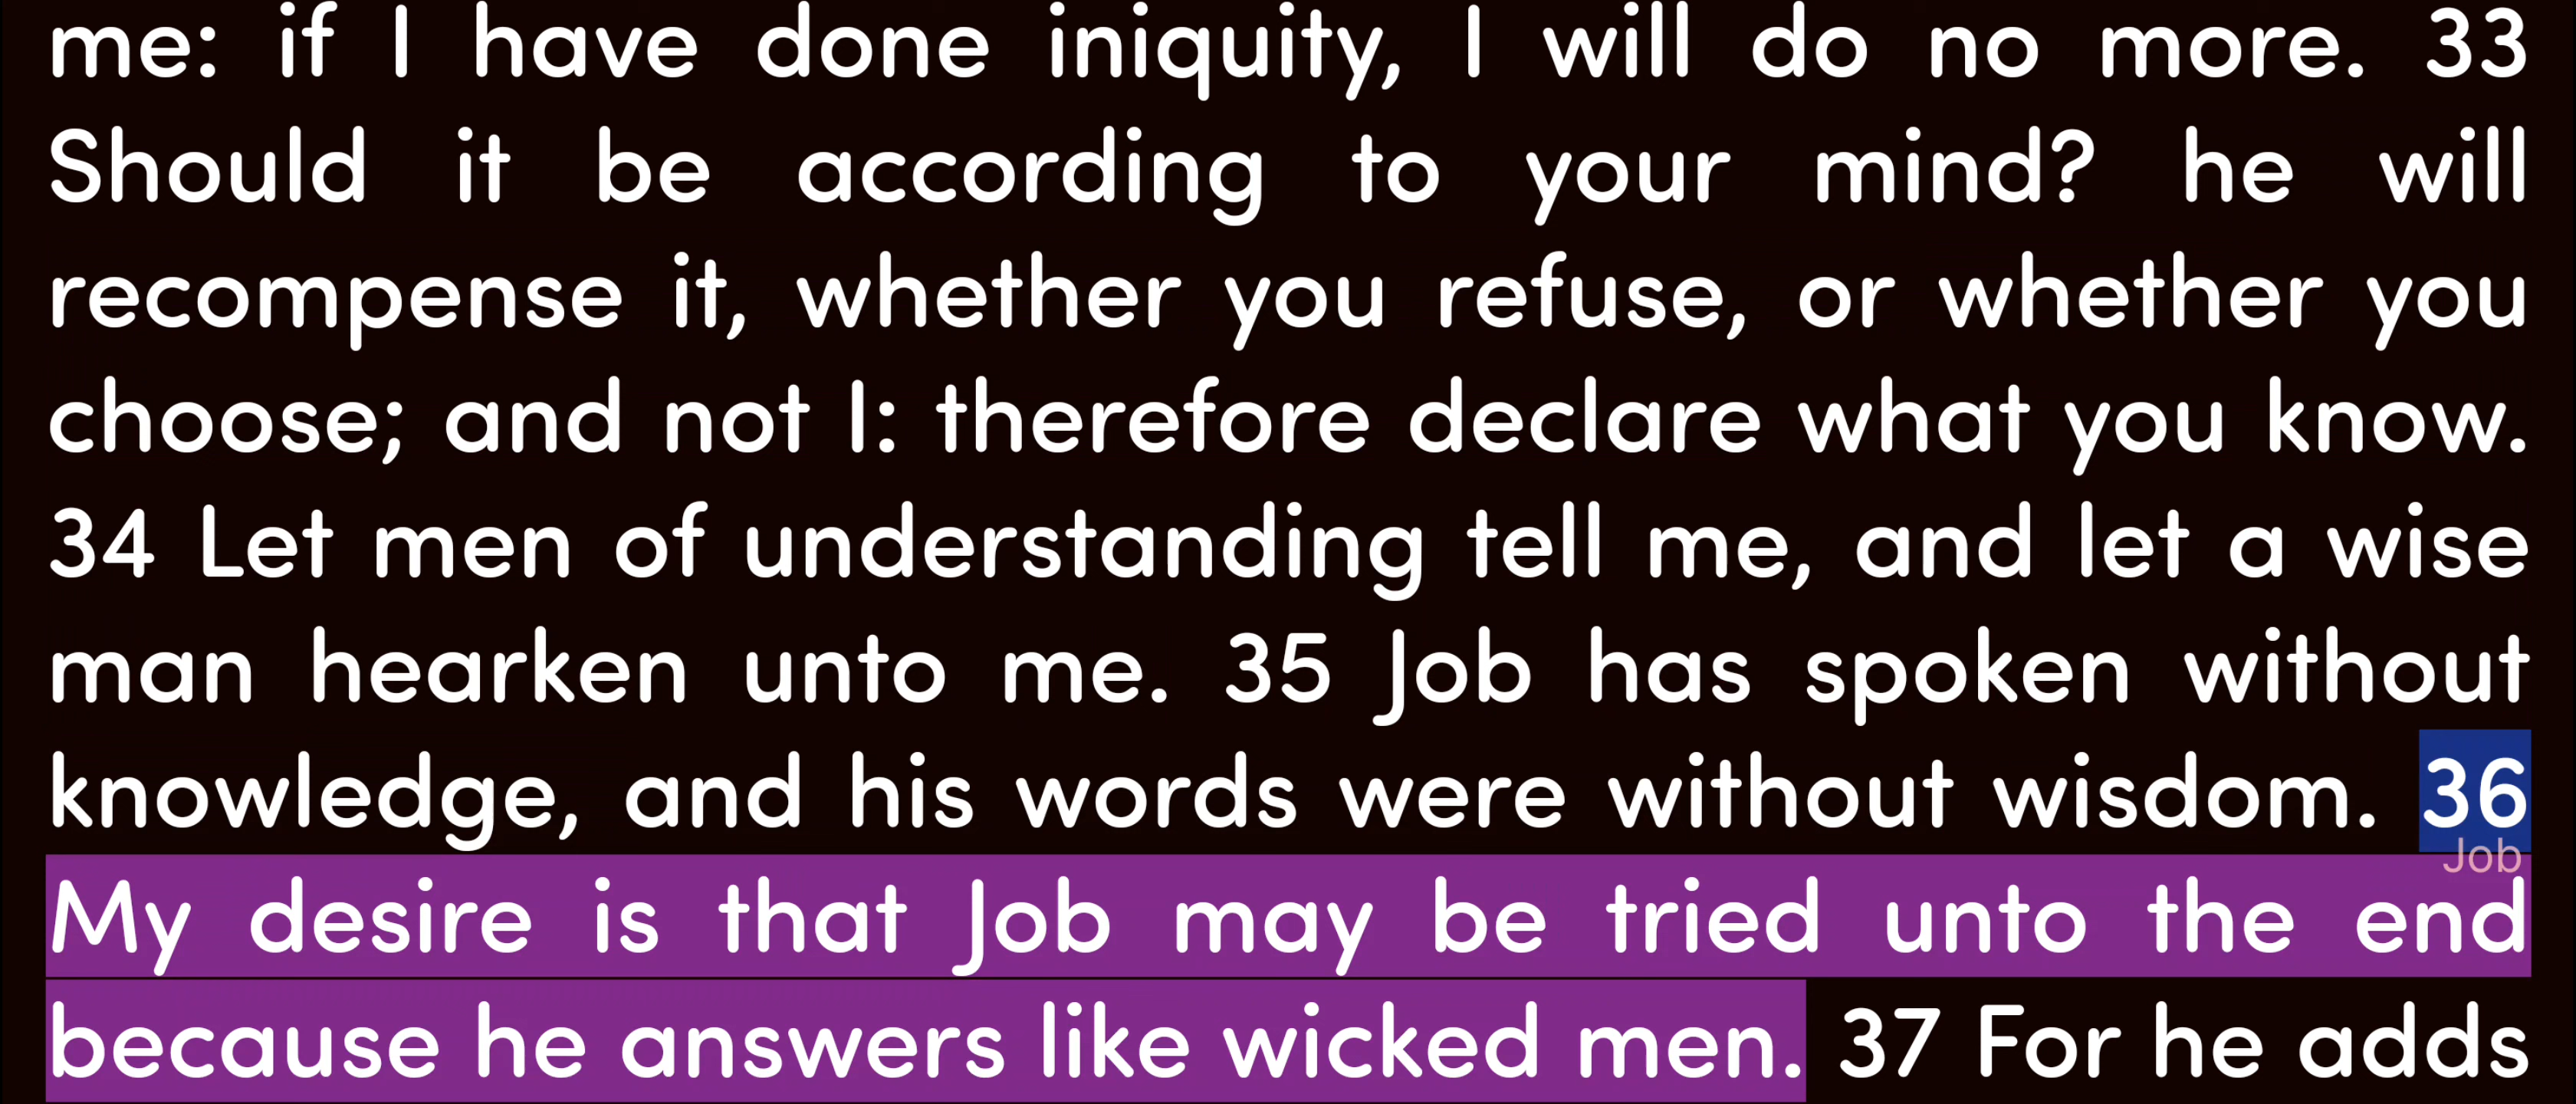 me: if I have done iniquity, I will do no more. 33
Should it be according to your mind? he will
recompense it, whether you refuse, or whether you
choose; and not I: therefore declare what you know.
34 Let men of understanding tell me, and let a wise
man hearken unto me. 35 Job has spoken without
knowledge, and his words were without wisdom. 36
Job
My desire is that Job may be tried unto the end
because he answers like wicked men. 37 For he adds